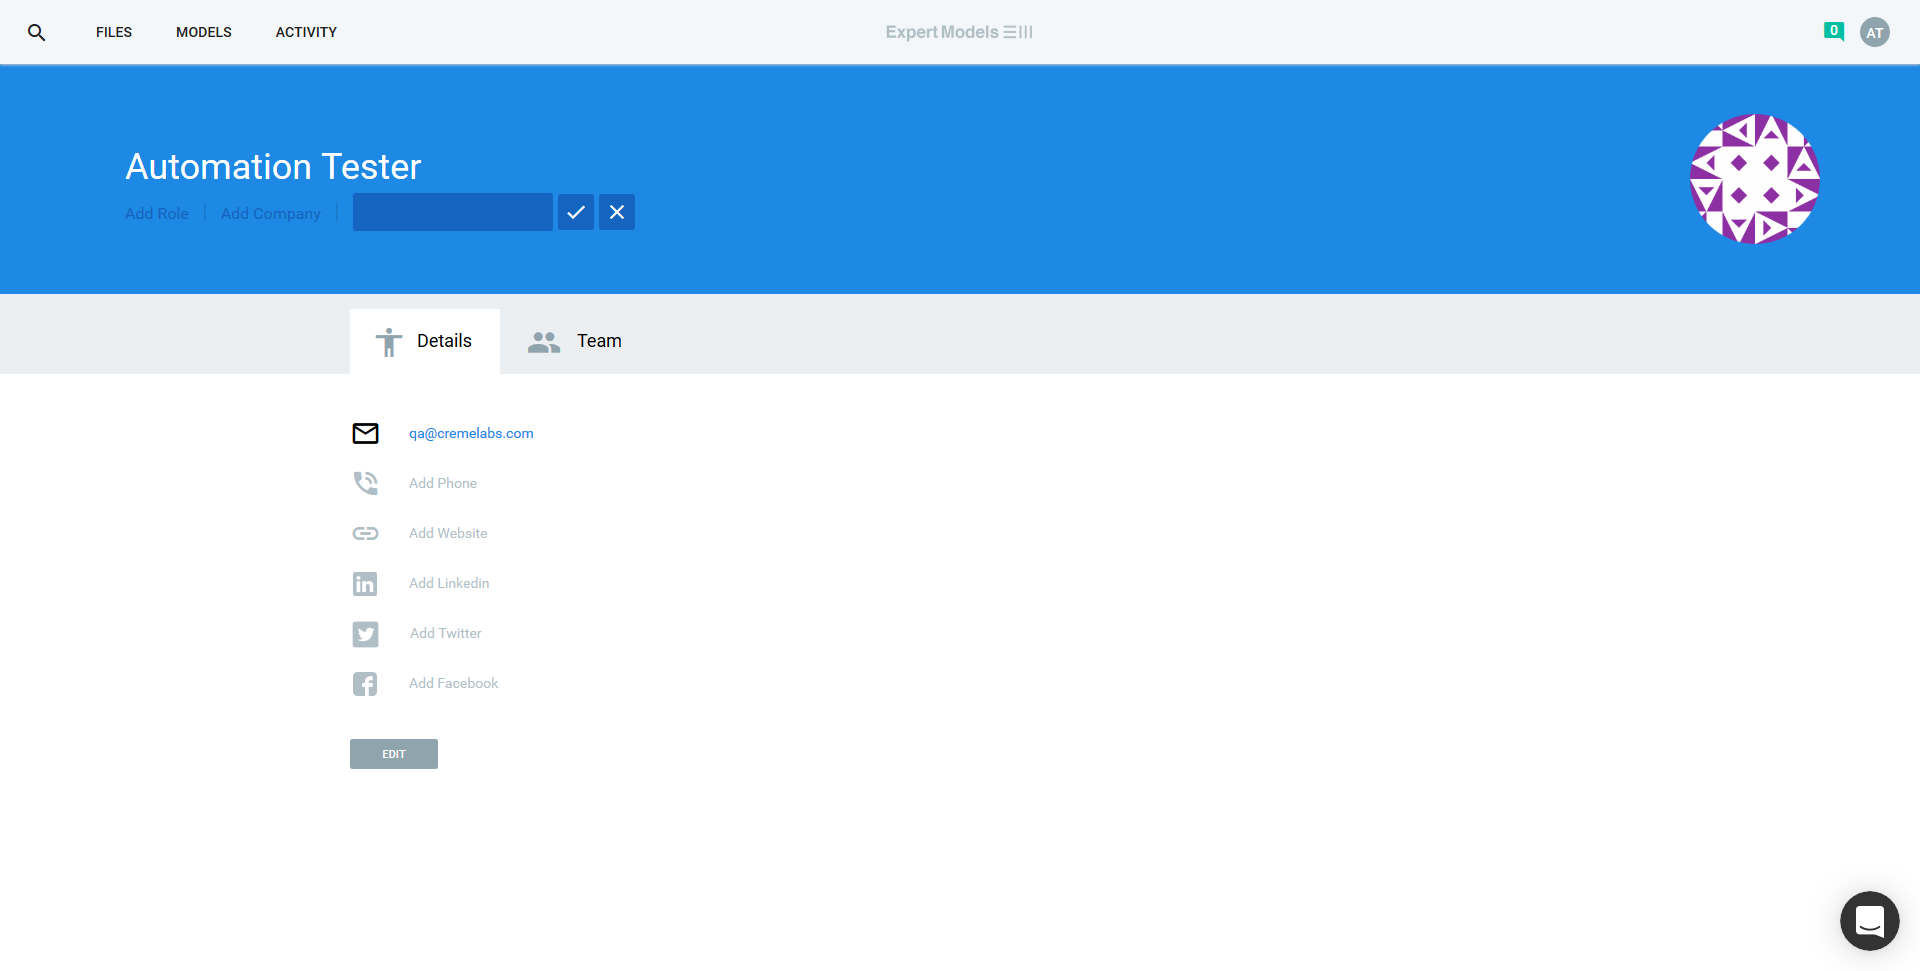 FILES MODELS ACTIVITY Expert Models 0 AT
Automation Tester
Add Role Add Company
Details Team
qa@cremelabs.com
Add Phone
Add Website
Add Linkedin
Add Twitter
Add Facebook
EDIT